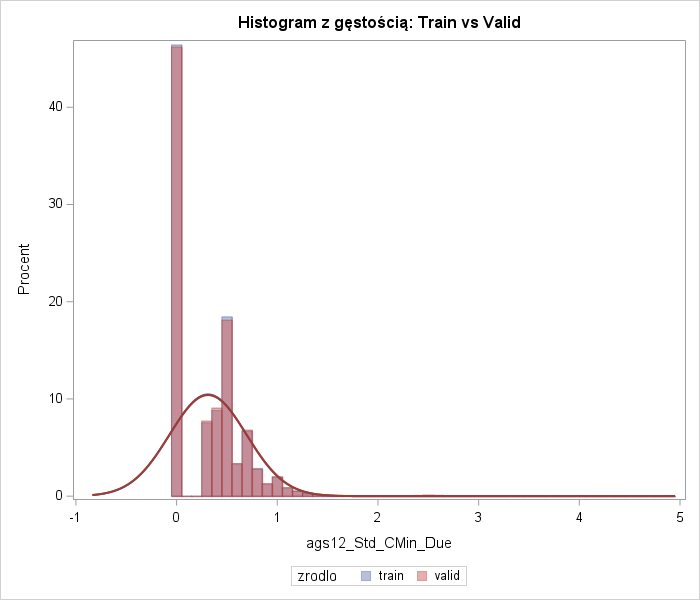 Histogram z gęstością: Train vs Valid
Procent
40
30
20
10
0
-1 0 1 2 3 4 5
ags12_Std_CMin_Due
zrodlo train valid